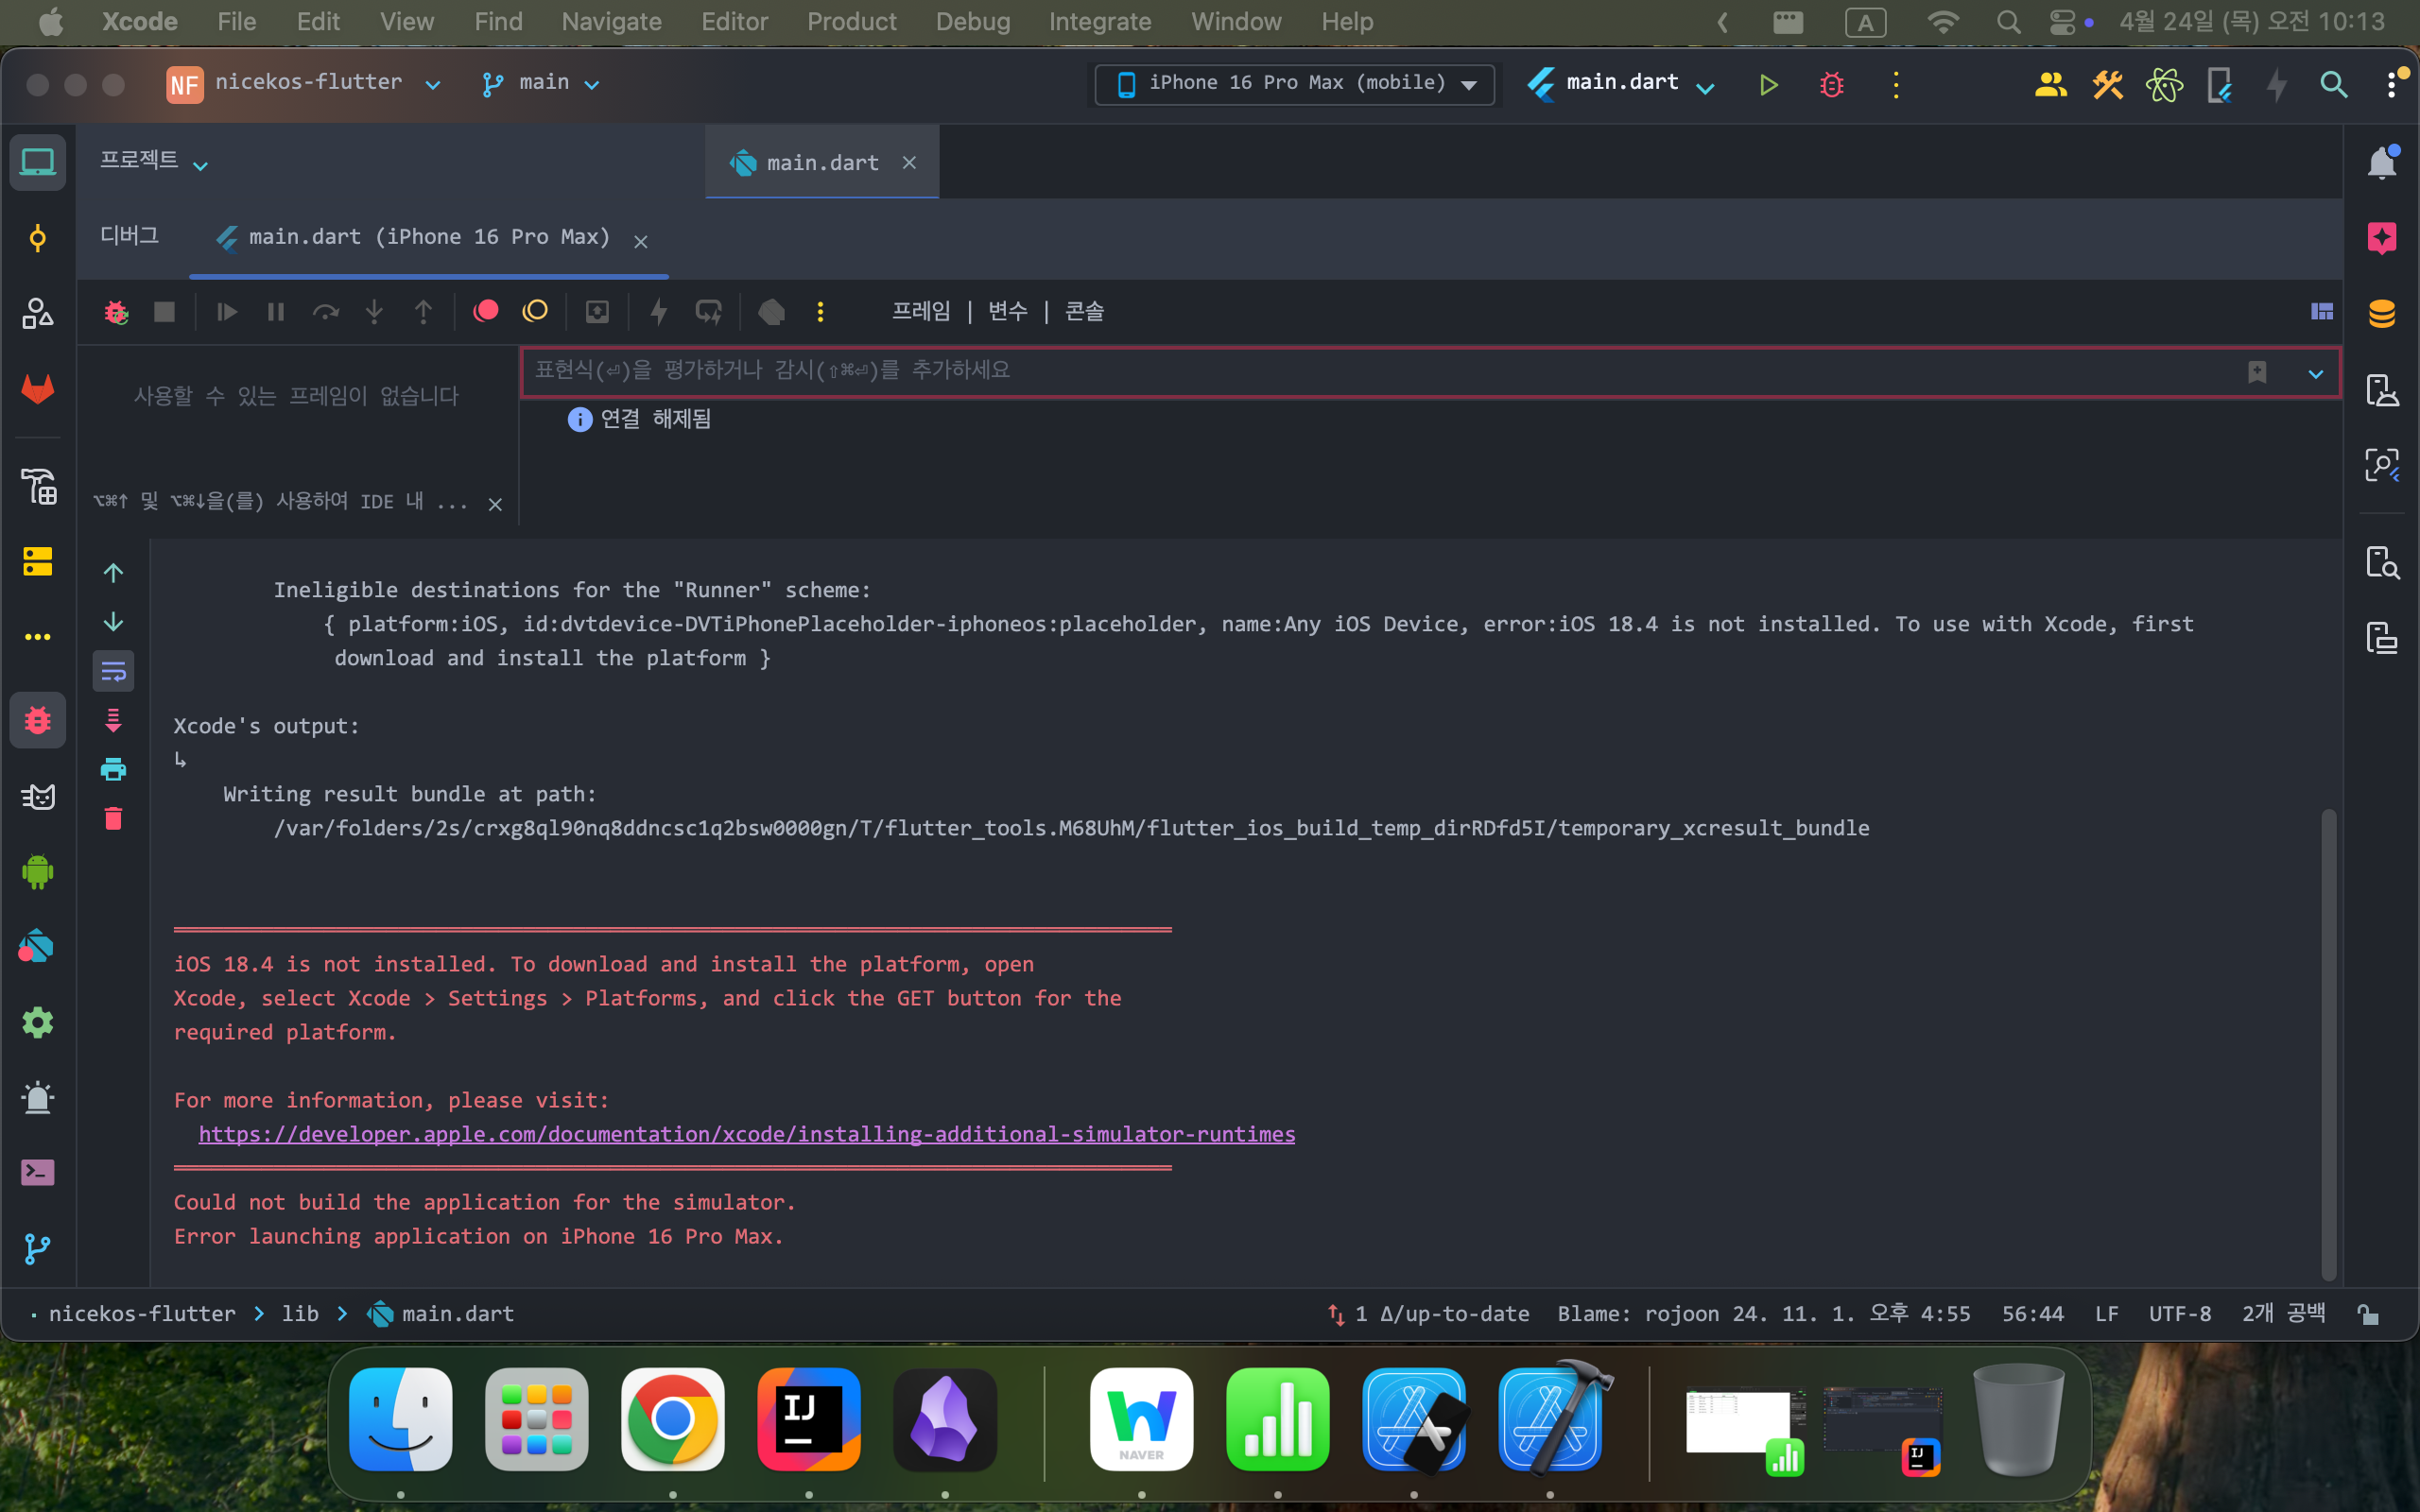 Xcode File Edit View Find Navigate Editor Product Debug Integrate Window Help A 4월 24일 (목) 오전 10:13
NF nicekos-flutter main iPhone 16 Pro Max (mobile) main.dart
프로젝트 main.dart
디버그 main.dart (iPhone 16 Pro Max)
프레임 | 변수 | 콘솔
표현식(⏎)을 평가하거나 감시(⇧⌘⏎)를 추가하세요
사용할 수 있는 프레임이 없습니다
연결 해제됨
⌥⌘↑ 및 ⌥⌘↓을(를) 사용하여 IDE 내 ...
Ineligible destinations for the "Runner" scheme:
{ platform:iOS, id:dvtdevice-DVTiPhonePlaceholder-iphoneos:placeholder, name:Any iOS Device, error:iOS 18.4 is not installed. To use with Xcode, first
download and install the platform }
Xcode's output:
↳
Writing result bundle at path:
/var/folders/2s/crxg8ql90nq8ddncsc1q2bsw0000gn/T/flutter_tools.M68UhM/flutter_ios_build_temp_dirRDfd5I/temporary_xcresult_bundle
════════════════════════════════════════════════════════════════════════════════
iOS 18.4 is not installed. To download and install the platform, open
Xcode, select Xcode > Settings > Platforms, and click the GET button for the
required platform.
For more information, please visit:
https://developer.apple.com/documentation/xcode/installing-additional-simulator-runtimes
════════════════════════════════════════════════════════════════════════════════
Could not build the application for the simulator.
Error launching application on iPhone 16 Pro Max.
nicekos-flutter > lib > main.dart 1 Δ/up-to-date Blame: rojoon 24. 11. 1. 오후 4:55 56:44 LF UTF-8 2개 공백
IJ
NAVER
IJ